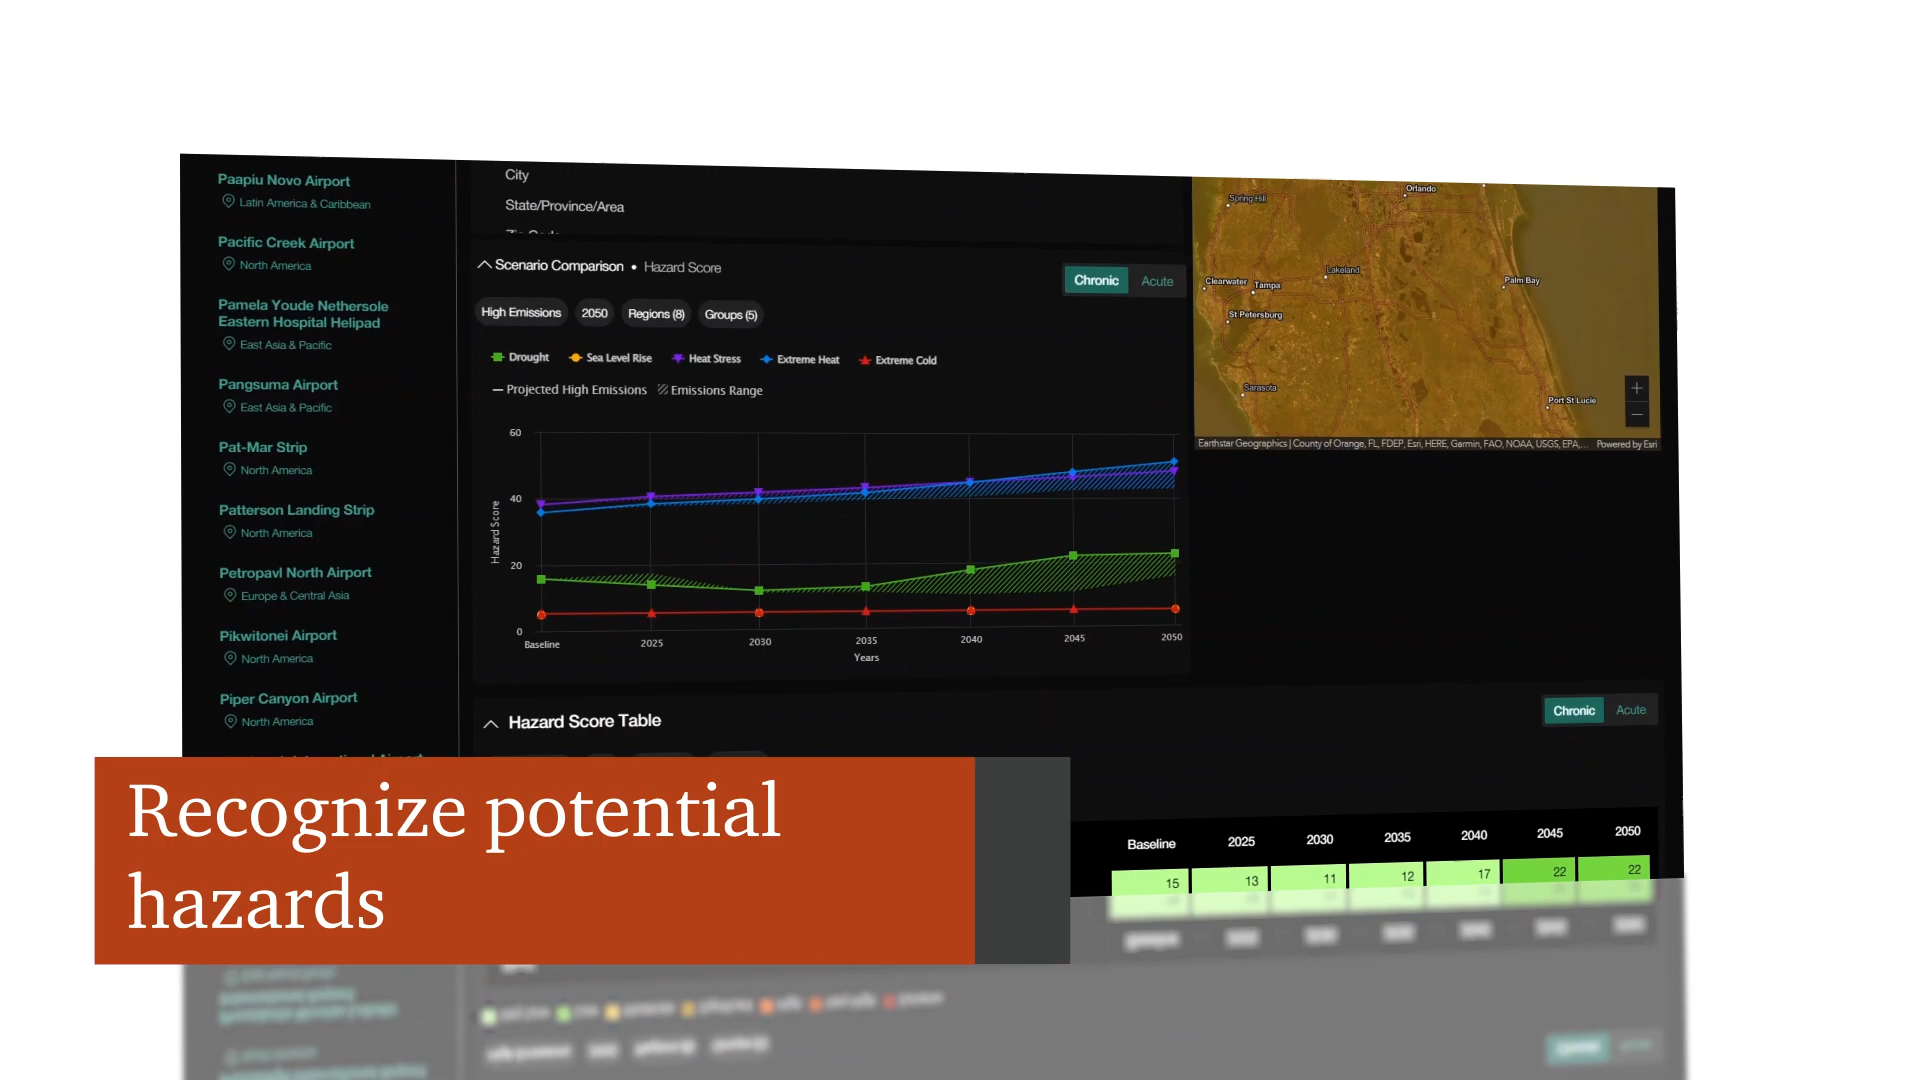 Paapiu Novo Airport
Latin America & Caribbean
Pacific Creek Airport
North America
Pamela Youde Nethersole
Eastern Hospital Helipad
East Asia & Pacific
Pangsuma Airport
East Asia & Pacific
Pat-Mar Strip
North America
Patterson Landing Strip
North America
Petropavl North Airport
Europe & Central Asia
Pikwitonei Airport
North America
Piper Canyon Airport
North America
City
State/Province/Area
Scenario Comparison • Hazard Score
Chronic Acute
High Emissions 2050 Regions (8) Groups (5)
Drought Sea Level Rise Heat Stress Extreme Heat Extreme Cold
Projected High Emissions Emissions Range
60
40
20
0
Hazard Score
Baseline 2025 2030 2035 2040 2045 2050
Years
Orlando
Spring Hill
Lakeland
Clearwater
Tampa
Palm Bay
St Petersburg
Sarasota
Port St Lucie
+
−
Earthstar Geographics | County of Orange, FL, FDEP, Esri, HERE, Garmin, FAO, NOAA, USGS, EPA,... Powered by Esri
Hazard Score Table
Chronic Acute
Baseline 2025 2030 2035 2040 2045 2050
15 13 11 12 17 22 22
Recognize potential
hazards